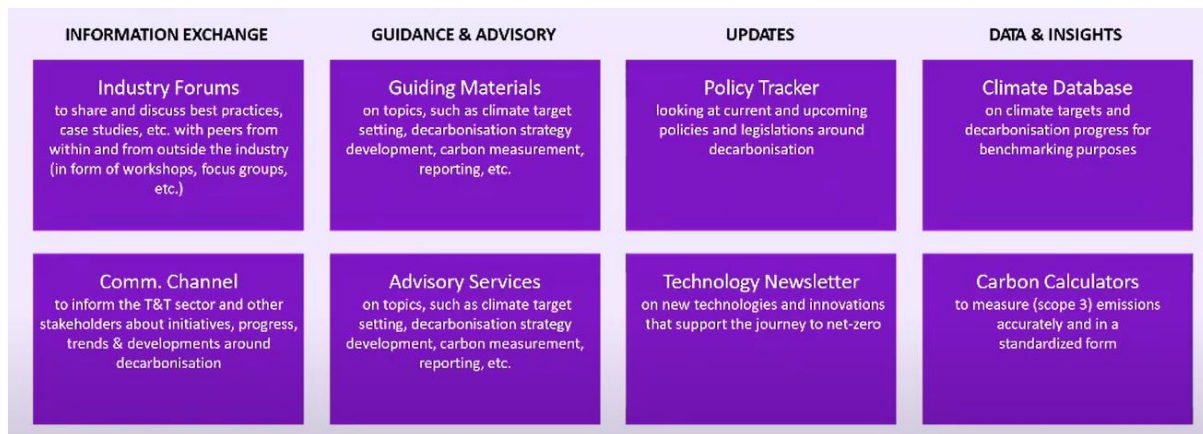 INFORMATION EXCHANGE
GUIDANCE & ADVISORY
UPDATES
DATA & INSIGHTS
Industry Forums
to share and discuss best practices,
case studies, etc. with peers from
within and from outside the industry
(in form of workshops, focus groups,
etc.)
Guiding Materials
on topics, such as climate target
setting, decarbonisation strategy
development, carbon measurement,
reporting, etc.
Policy Tracker
looking at current and upcoming
policies and legislations around
decarbonisation
Climate Database
on climate targets and
decarbonisation progress for
benchmarking purposes
Comm. Channel
to inform the T&T sector and other
stakeholders about initiatives, progress,
trends & developments around
decarbonisation
Advisory Services
on topics, such as climate target
setting, decarbonisation strategy
development, carbon measurement,
reporting, etc.
Technology Newsletter
on new technologies and innovations
that support the journey to net-zero
Carbon Calculators
to measure (scope 3) emissions
accurately and in a
standardized form